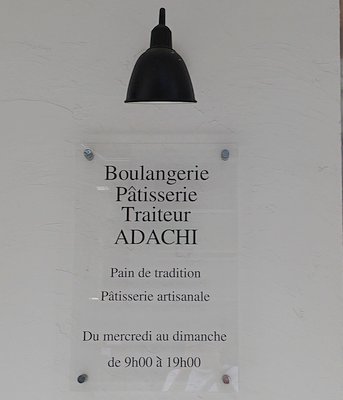 Boulangerie
Pâtisserie
Traiteur
ADACHI
Pain de tradition
Pâtisserie artisanale
Du mercredi au dimanche
de 9h00 à 19h00